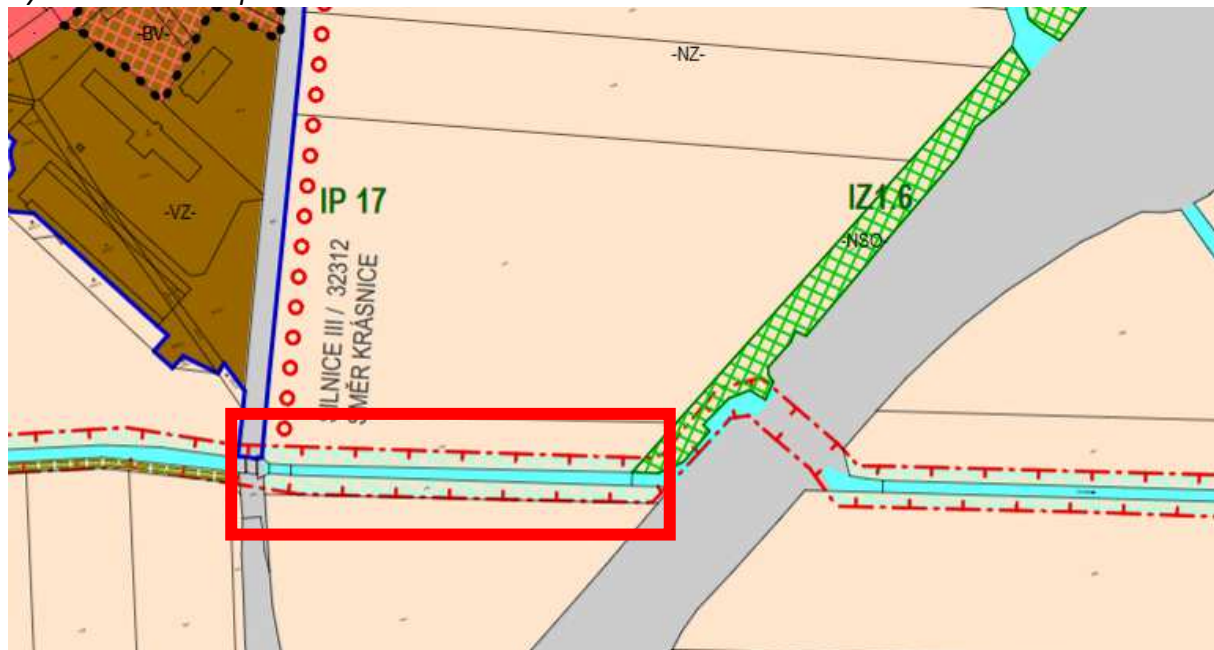 -BV-
-NZ-
IP 17
IZ1.6
-VZ-
-NSO-
SILNICE III / 32312
SMĚR KRÁSNICE